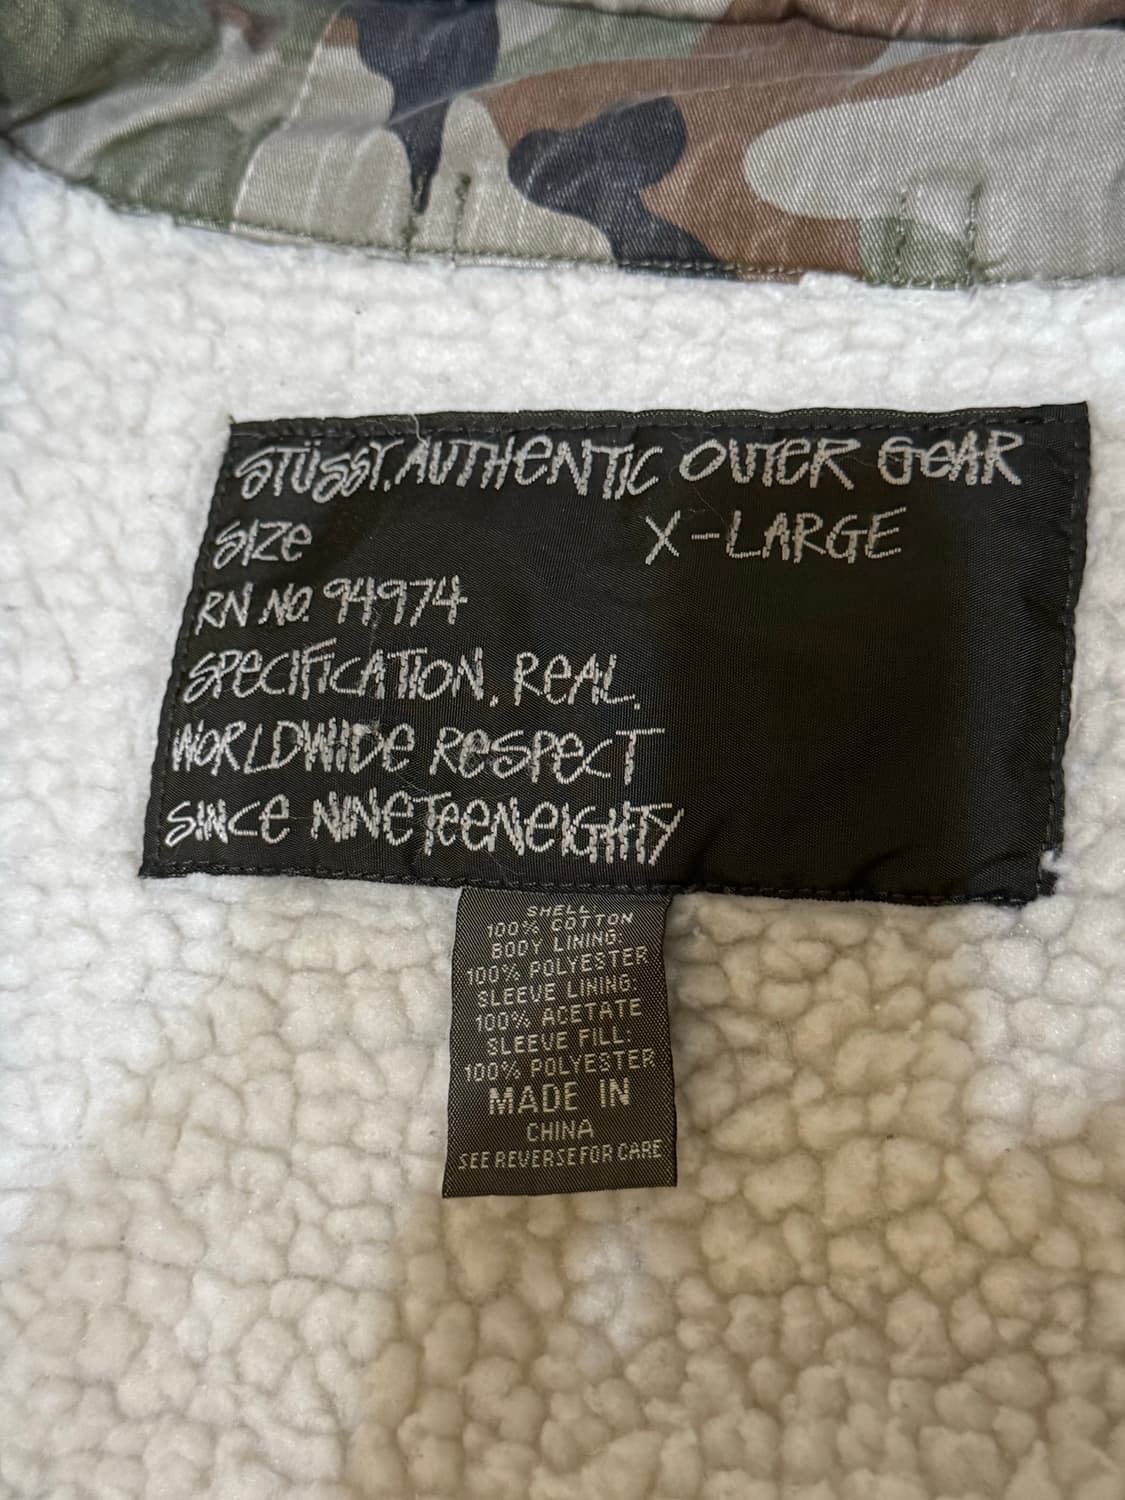 STÜSSY. AUTHENTIC OUTER GEAR
SIZE X-LARGE
RN NO. 94974
SPECIFICATION. REAL.
WORLDWIDE RESPECT
SINCE NINETEENEIGHTY
SHELL:
100% COTTON
BODY LINING:
100% POLYESTER
SLEEVE LINING:
100% ACETATE
SLEEVE FILL:
100% POLYESTER
MADE IN
CHINA
SEE REVERSE FOR CARE